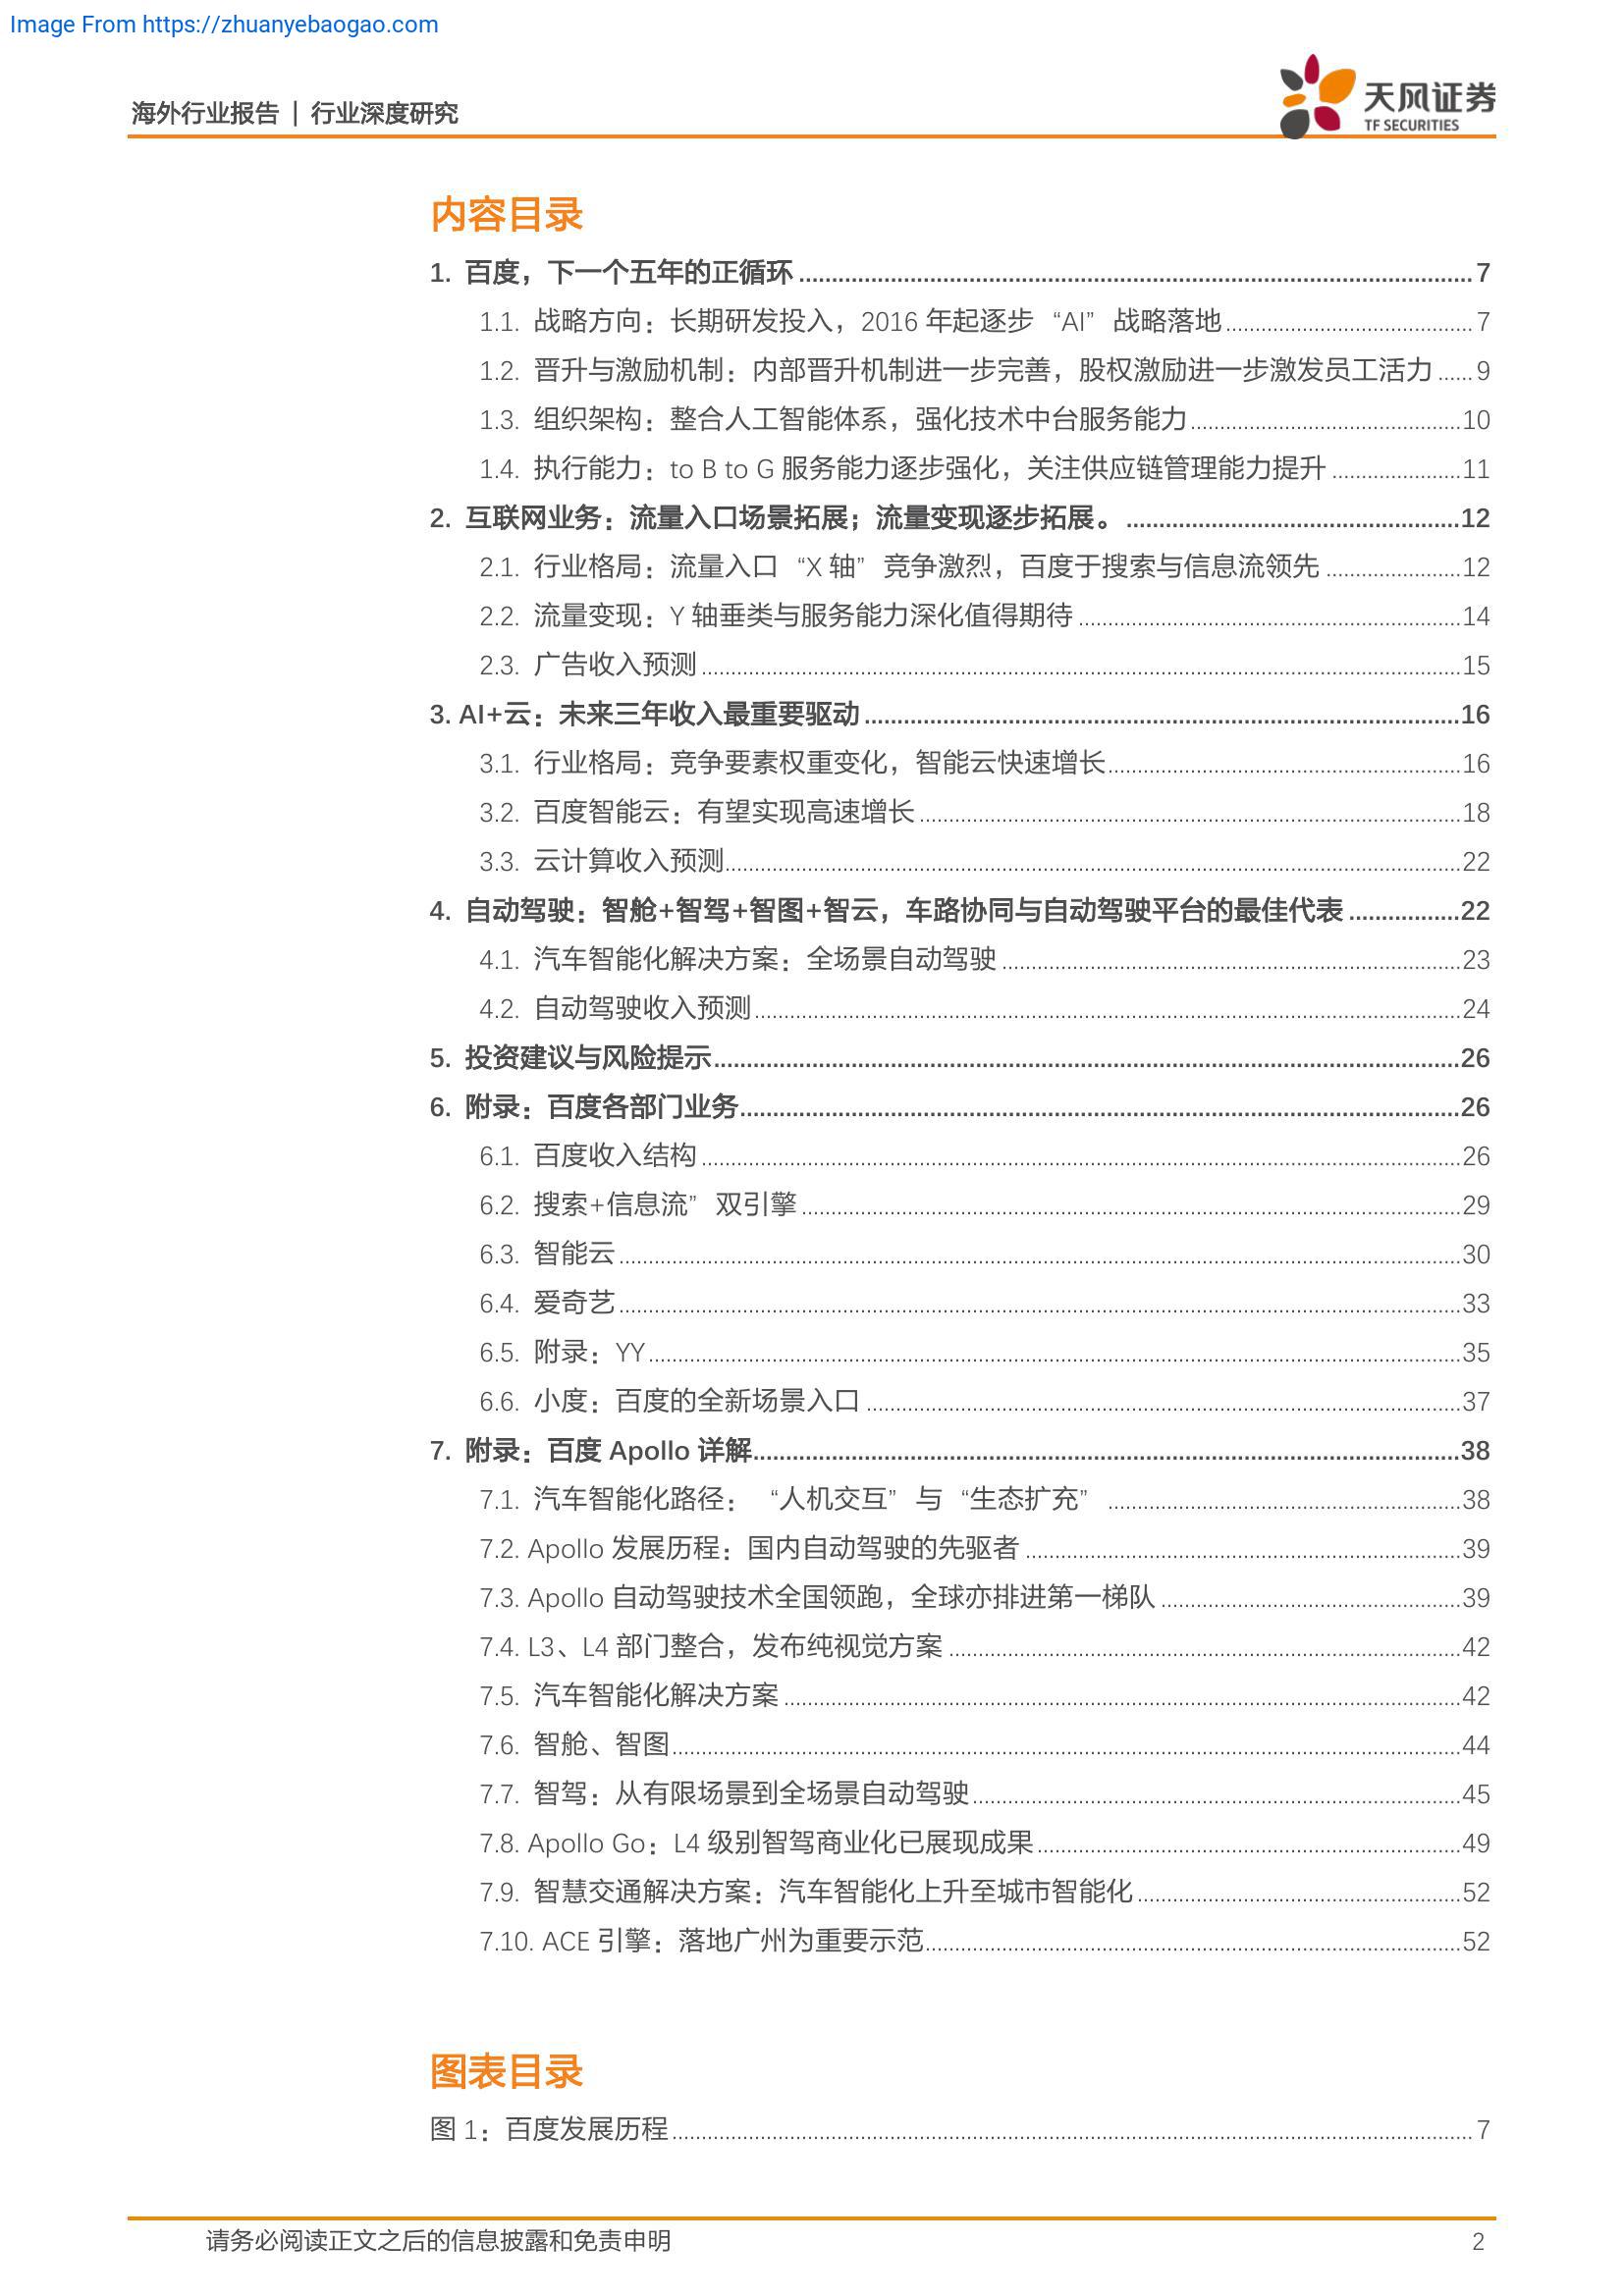 Image From https://zhuanyebaogao.com
海外行业报告 | 行业深度研究
天风证券
TF SECURITIES
内容目录
1. 百度，下一个五年的正循环 7
1.1. 战略方向：长期研发投入，2016 年起逐步“AI”战略落地 7
1.2. 晋升与激励机制：内部晋升机制进一步完善，股权激励进一步激发员工活力 9
1.3. 组织架构：整合人工智能体系，强化技术中台服务能力 10
1.4. 执行能力：to B to G 服务能力逐步强化，关注供应链管理能力提升 11
2. 互联网业务：流量入口场景拓展；流量变现逐步拓展。 12
2.1. 行业格局：流量入口“X 轴”竞争激烈，百度于搜索与信息流领先 12
2.2. 流量变现：Y 轴垂类与服务能力深化值得期待 14
2.3. 广告收入预测 15
3. AI+云：未来三年收入最重要驱动 16
3.1. 行业格局：竞争要素权重变化，智能云快速增长 16
3.2. 百度智能云：有望实现高速增长 18
3.3. 云计算收入预测 22
4. 自动驾驶：智舱+智驾+智图+智云，车路协同与自动驾驶平台的最佳代表 22
4.1. 汽车智能化解决方案：全场景自动驾驶 23
4.2. 自动驾驶收入预测 24
5. 投资建议与风险提示 26
6. 附录：百度各部门业务 26
6.1. 百度收入结构 26
6.2. 搜索+信息流”双引擎 29
6.3. 智能云 30
6.4. 爱奇艺 33
6.5. 附录：YY 35
6.6. 小度：百度的全新场景入口 37
7. 附录：百度 Apollo 详解 38
7.1. 汽车智能化路径：“人机交互”与“生态扩充” 38
7.2. Apollo 发展历程：国内自动驾驶的先驱者 39
7.3. Apollo 自动驾驶技术全国领跑，全球亦排进第一梯队 39
7.4. L3、L4 部门整合，发布纯视觉方案 42
7.5. 汽车智能化解决方案 42
7.6. 智舱、智图 44
7.7. 智驾：从有限场景到全场景自动驾驶 45
7.8. Apollo Go：L4 级别智驾商业化已展现成果 49
7.9. 智慧交通解决方案：汽车智能化上升至城市智能化 52
7.10. ACE 引擎：落地广州为重要示范 52
图表目录
图 1：百度发展历程 7
请务必阅读正文之后的信息披露和免责申明 2